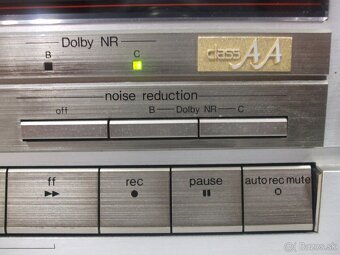 Dolby NR
B
C
class AA
noise reduction
off
B — Dolby NR — C
ff
rec
pause
auto rec mute
Bazos.sk